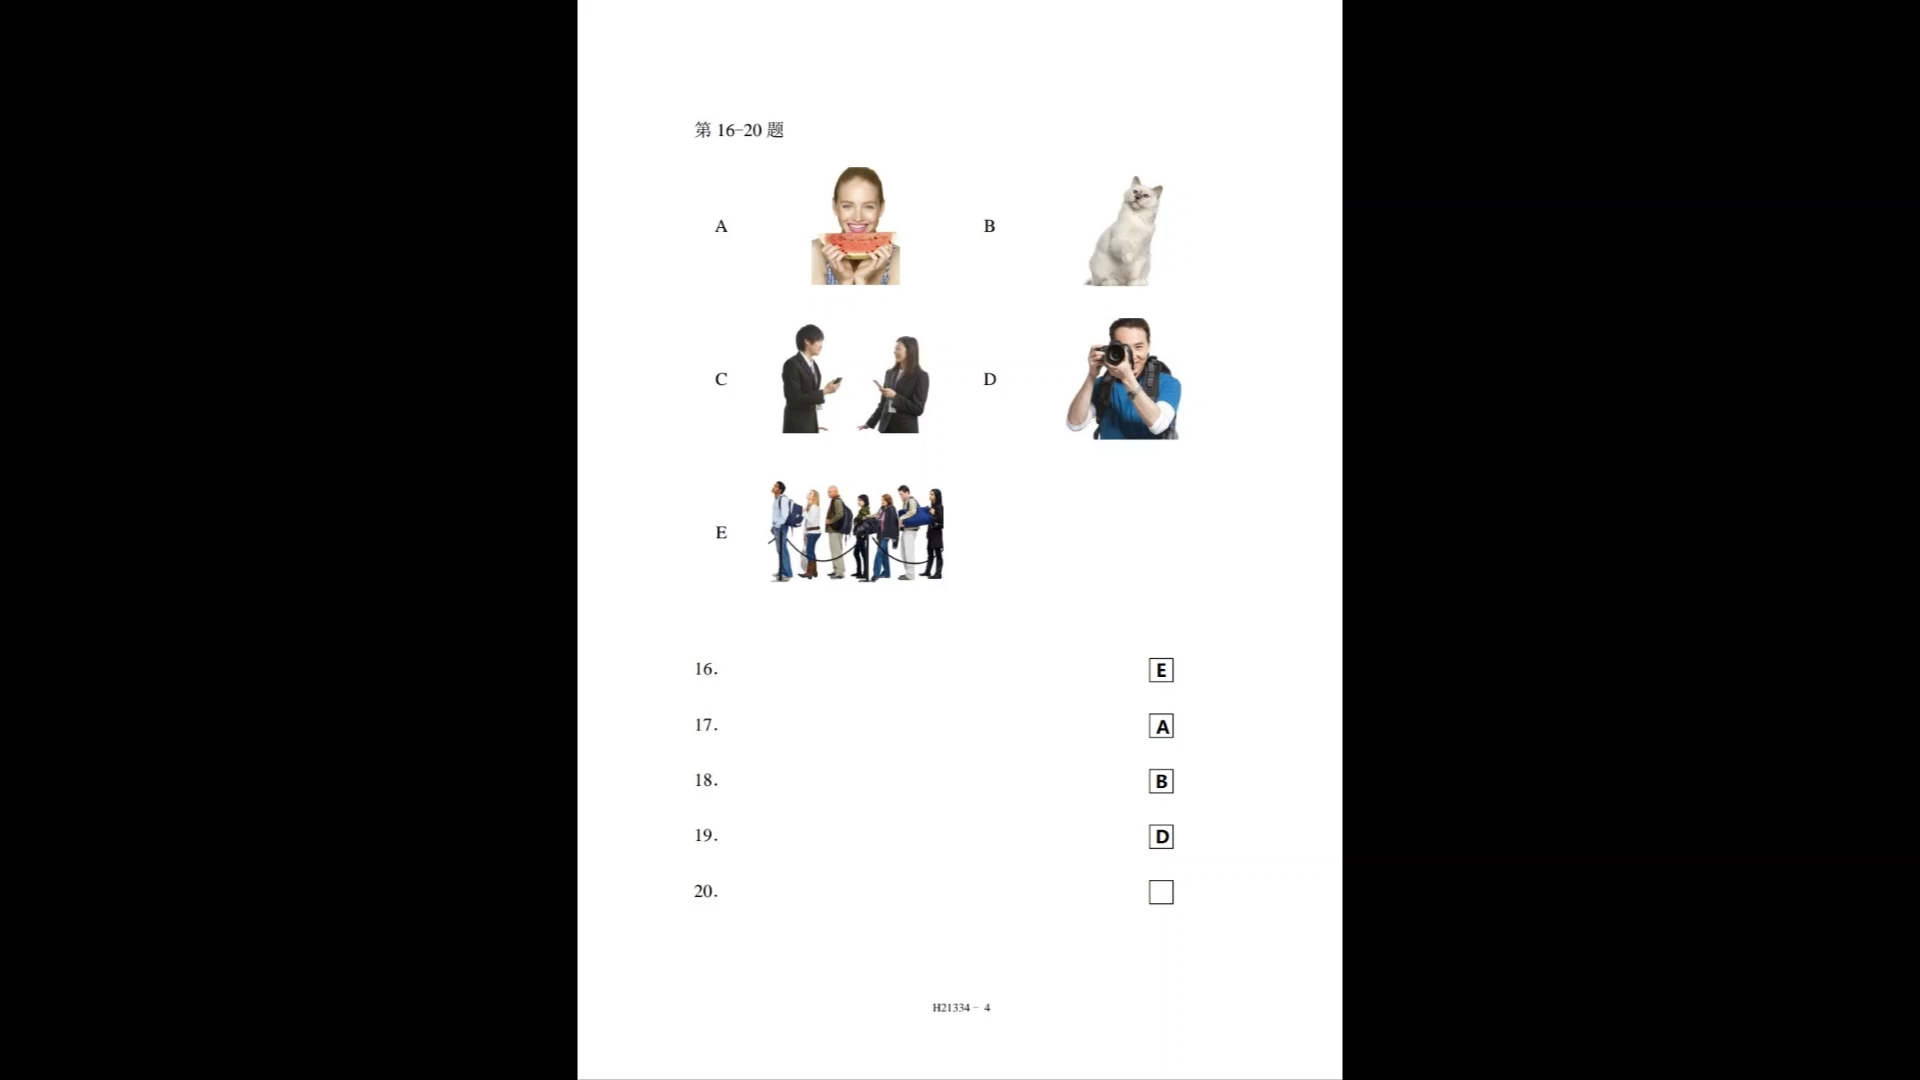 第 16-20 题
A
B
C
D
E
16. E
17. A
18. B
19. D
20.
H21334 - 4